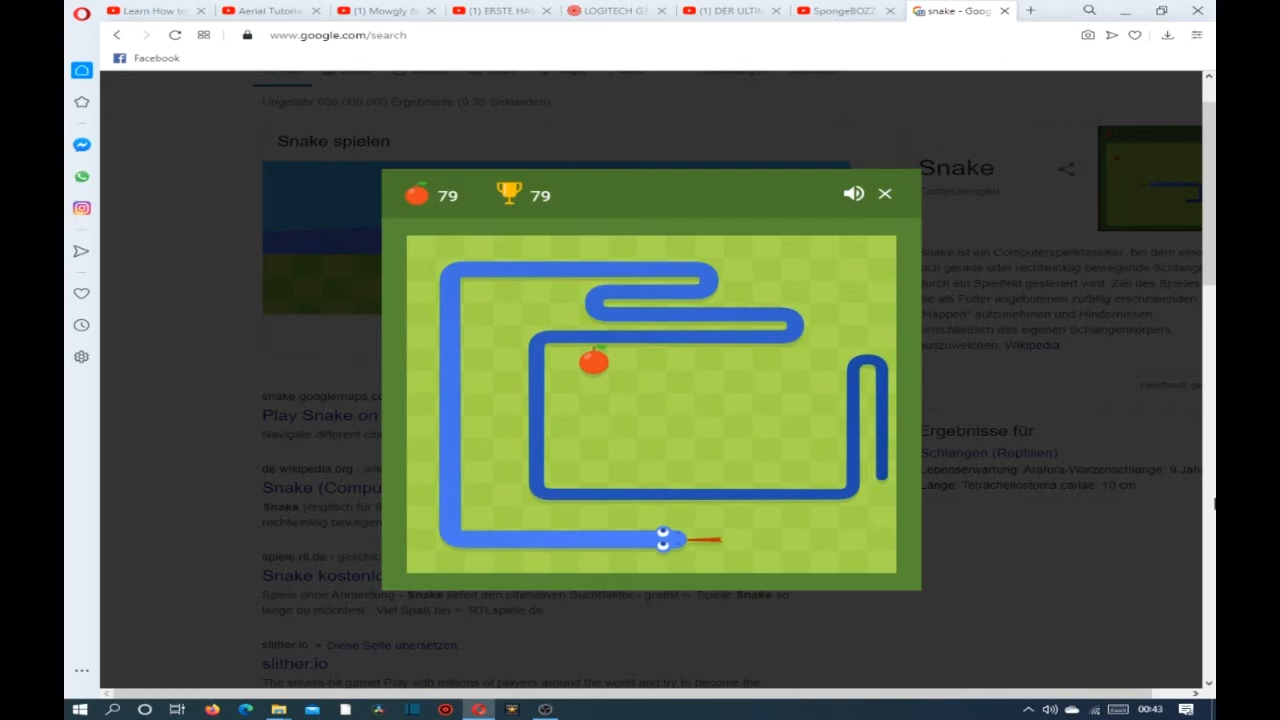 Learn How to
Aerial Tutoria
(1) Mowgly &
(1) ERSTE HA
LOGITECH G
(1) DER ULTI
SpongeBOZZ
snake - Goog
www.google.com/search
Facebook
Ungefähr 638.000.000 Ergebnisse (0,35 Sekunden)
Snake spielen
Snake
Computerspiel
79
79
Snake ist ein Computerspielklassiker, bei dem eine
sich gerade oder rechtwinklig bewegende Schlang
durch ein Spielfeld gesteuert wird. Ziel des Spieles
die als Futter angebotenen zufällig erscheinenden
"Happen" aufzunehmen und Hindernissen,
einschließlich des eigenen Schlangenkörpers,
auszuweichen. Wikipedia
Feedback ge
snake.googlemaps.c
Play Snake on
Navigate different citi
Ergebnisse für
Schlangen (Reptilien)
Lebenserwartung: Arafura-Warzenschlange: 9 Jahr
Länge: Tetracheilostoma carlae: 10 cm
de.wikipedia.org › wik
Snake (Compu
Snake (englisch für S
rechtwinklig bewegen
spiele.rtl.de › geschic
Snake kostenlo
Spiele ohne Anmeldung - Snake liefert den ultimativen Suchtfaktor - gratis! ✓ Spiele Snake so
lange du möchtest - Viel Spaß bei ✓ RTLspiele.de
slither.io
Diese Seite übersetzen
slither.io
The smash-hit game! Play with millions of players around the world and try to become the
00:43